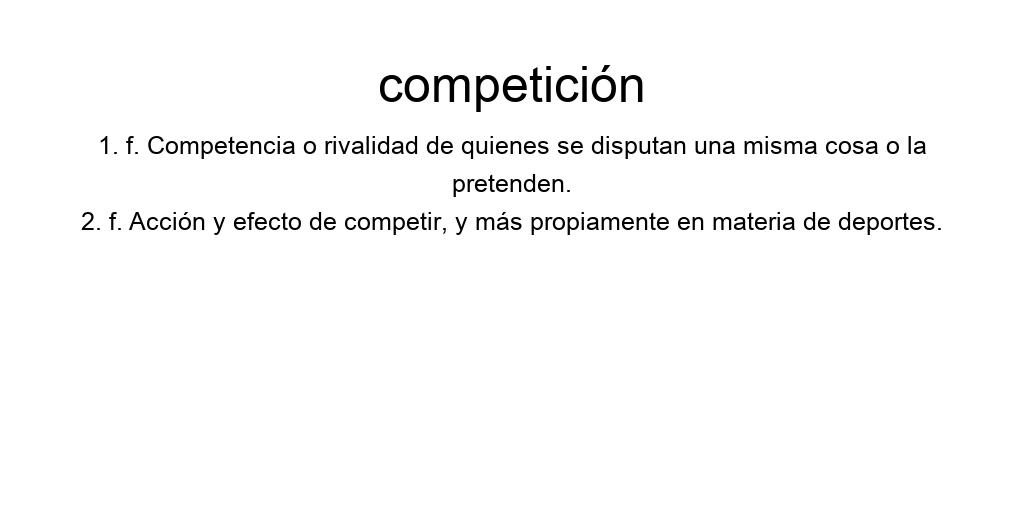 competición
1. f. Competencia o rivalidad de quienes se disputan una misma cosa o la
pretenden.
2. f. Acción y efecto de competir, y más propiamente en materia de deportes.